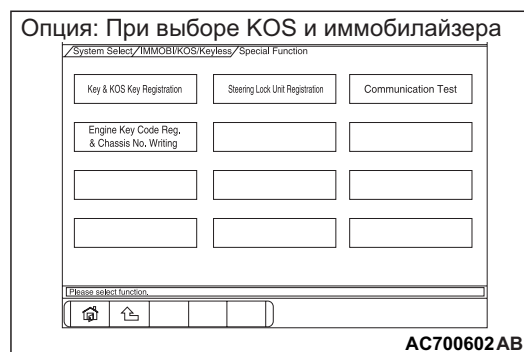 Опция: При выборе KOS и иммобилайзера
System Select/IMMOBI/KOS/Keyless/Special Function
Key & KOS Key Registration
Steering Lock Unit Registration
Communication Test
Engine Key Code Reg.
& Chassis No. Writing
Please select function.
AC700602AB